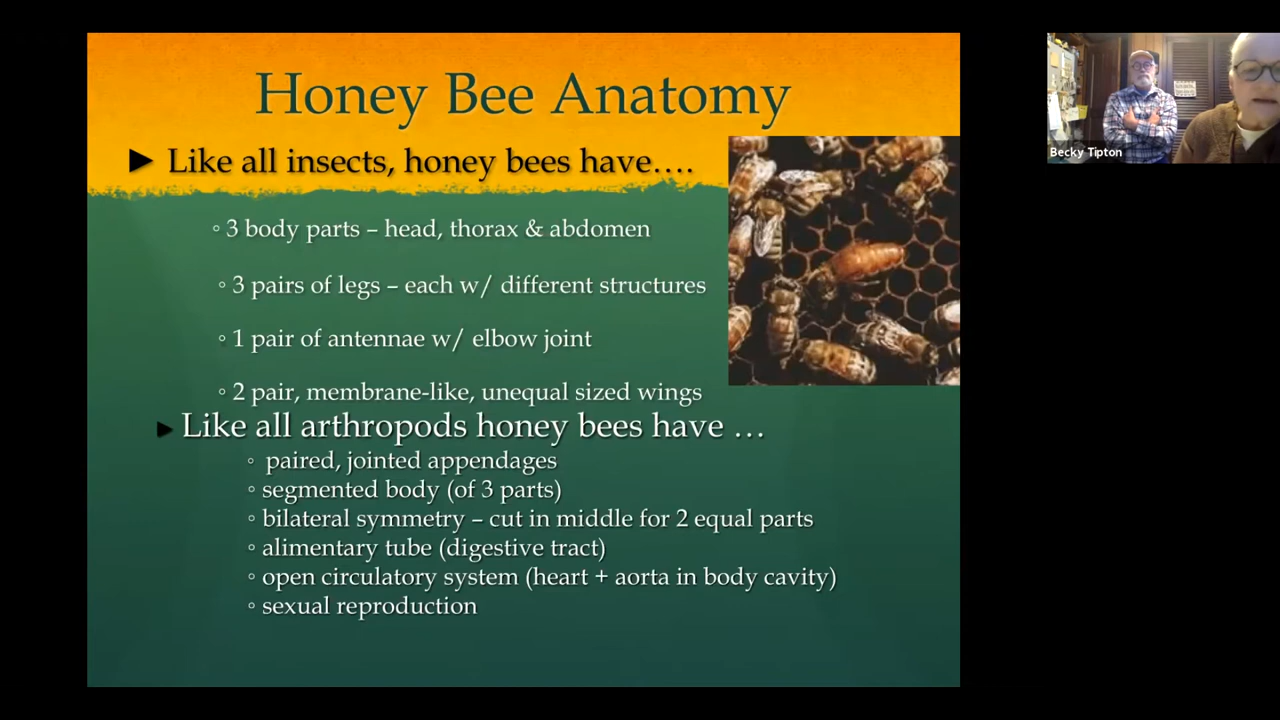 Honey Bee Anatomy
► Like all insects, honey bees have….
◦ 3 body parts – head, thorax & abdomen
◦ 3 pairs of legs – each w/ different structures
◦ 1 pair of antennae w/ elbow joint
◦ 2 pair, membrane-like, unequal sized wings
► Like all arthropods honey bees have …
◦ paired, jointed appendages
◦ segmented body (of 3 parts)
◦ bilateral symmetry – cut in middle for 2 equal parts
◦ alimentary tube (digestive tract)
◦ open circulatory system (heart + aorta in body cavity)
◦ sexual reproduction
Becky Tipton